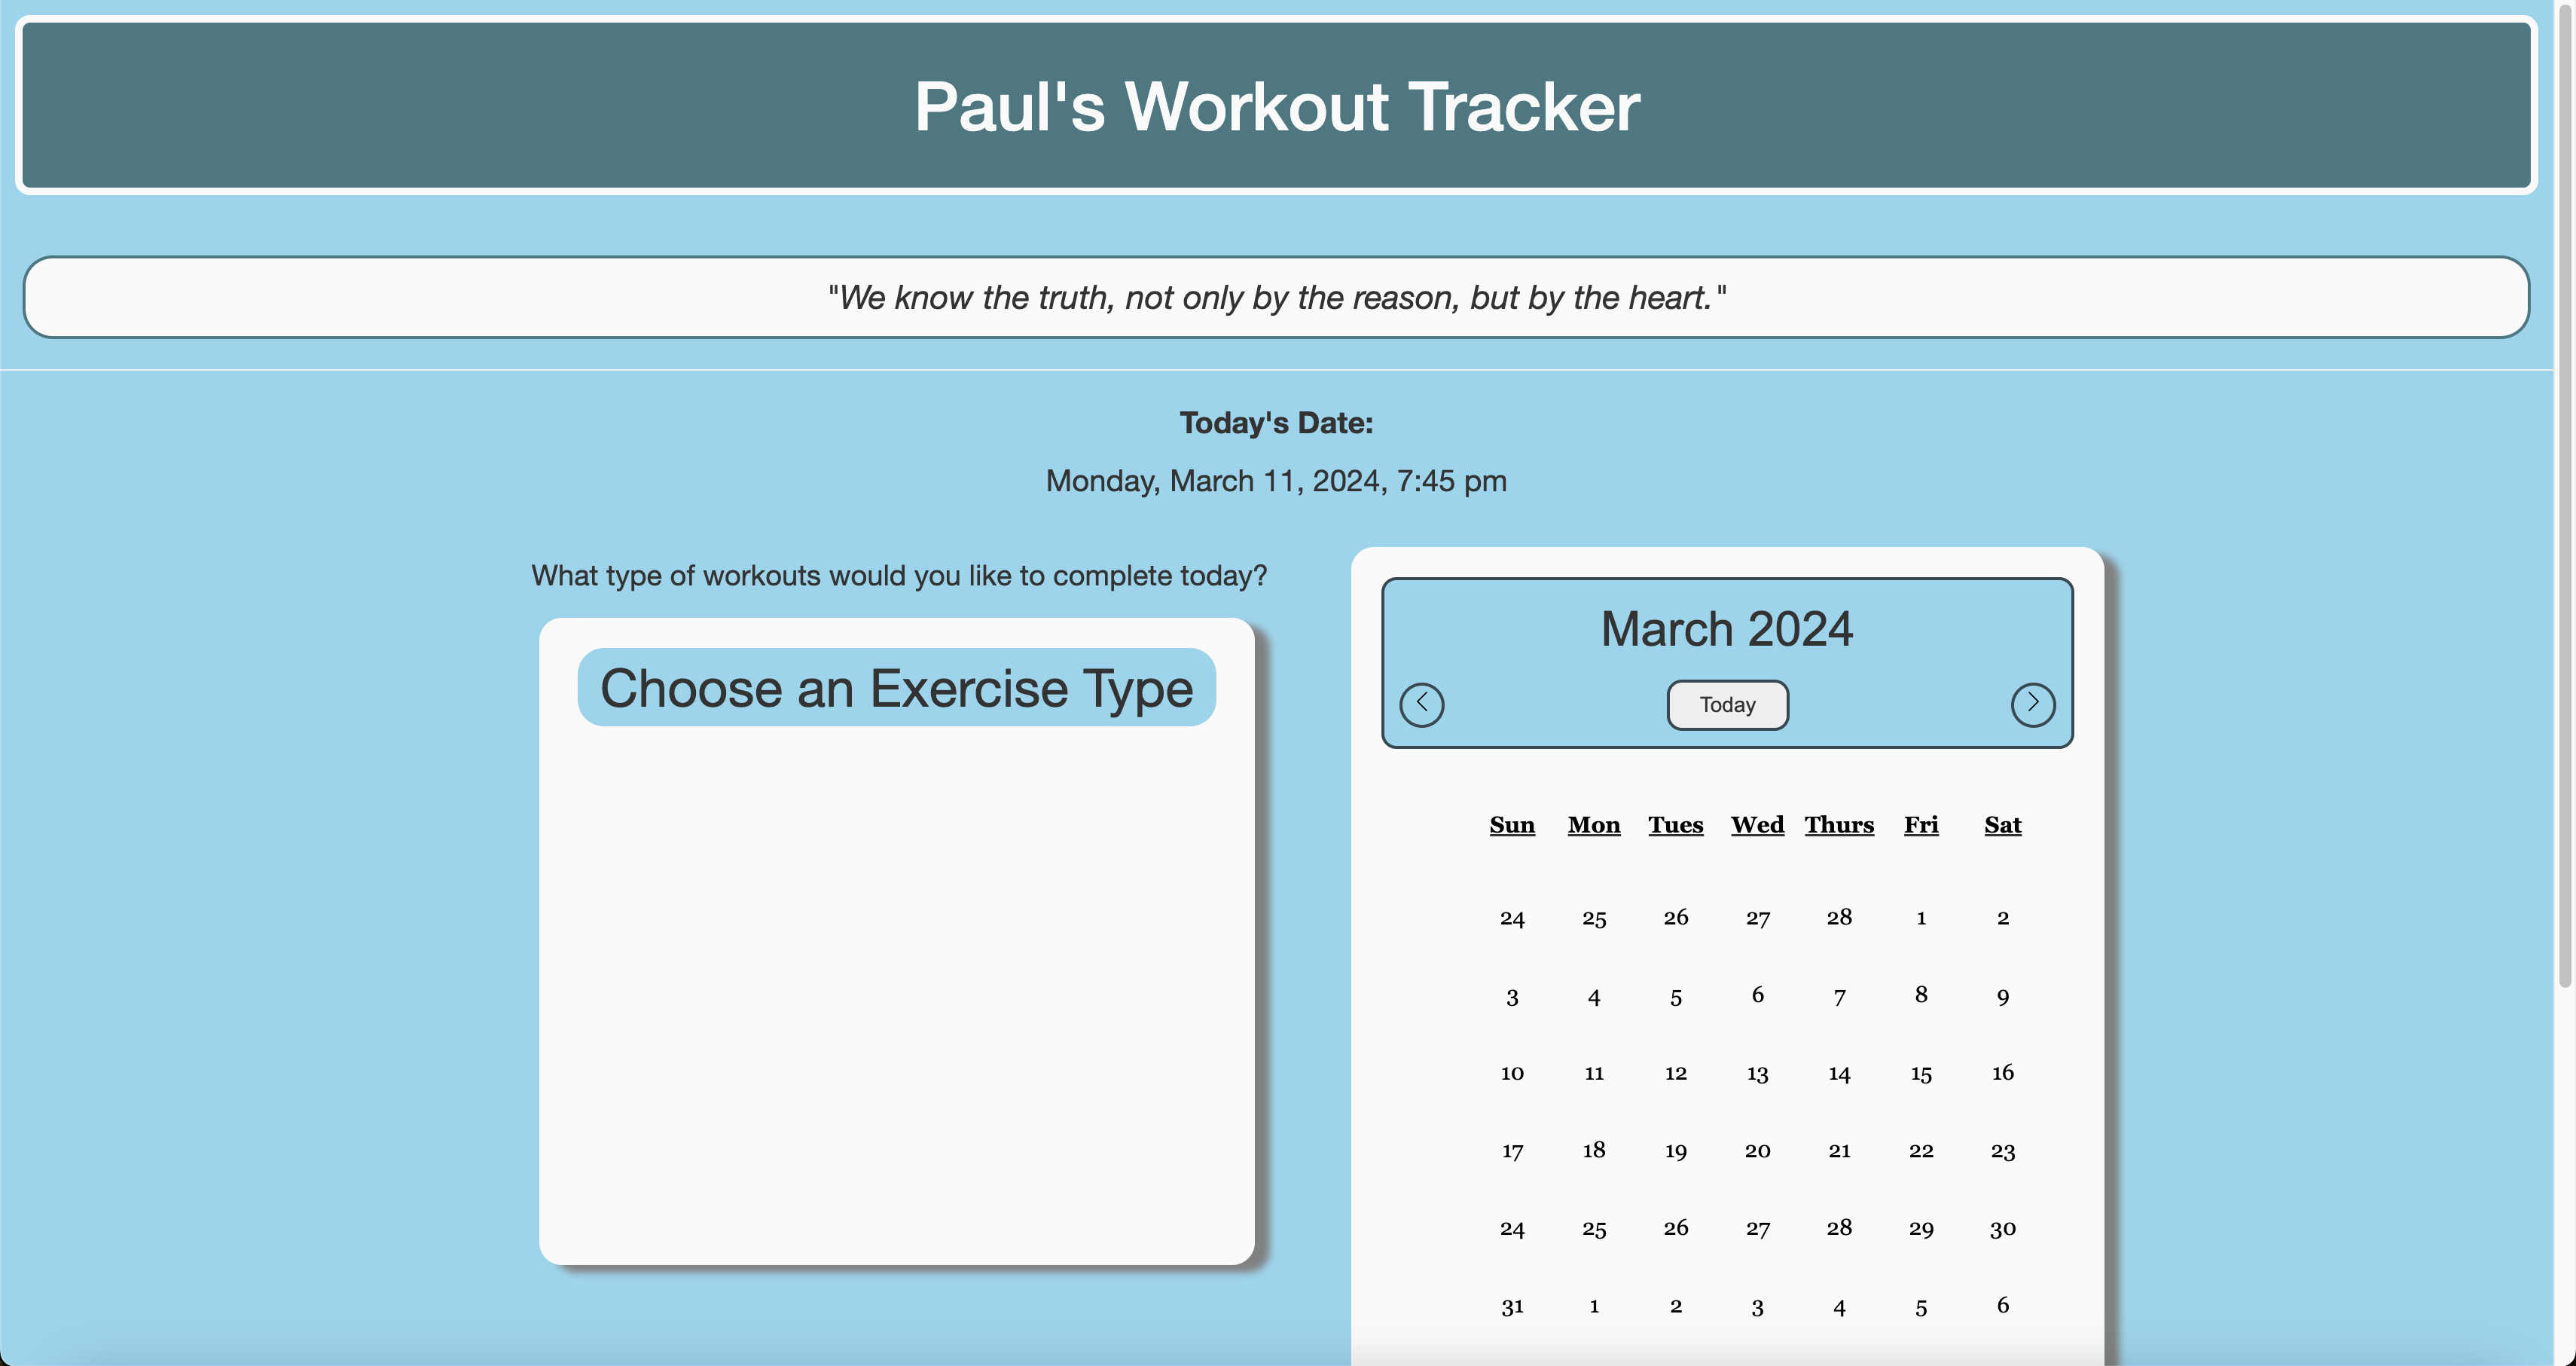 Paul's Workout Tracker
"We know the truth, not only by the reason, but by the heart."
Today's Date:
Monday, March 11, 2024, 7:45 pm
What type of workouts would you like to complete today?
Choose an Exercise Type
March 2024
Today
Sun Mon Tues Wed Thurs Fri Sat
24 25 26 27 28 1 2
3 4 5 6 7 8 9
10 11 12 13 14 15 16
17 18 19 20 21 22 23
24 25 26 27 28 29 30
31 1 2 3 4 5 6